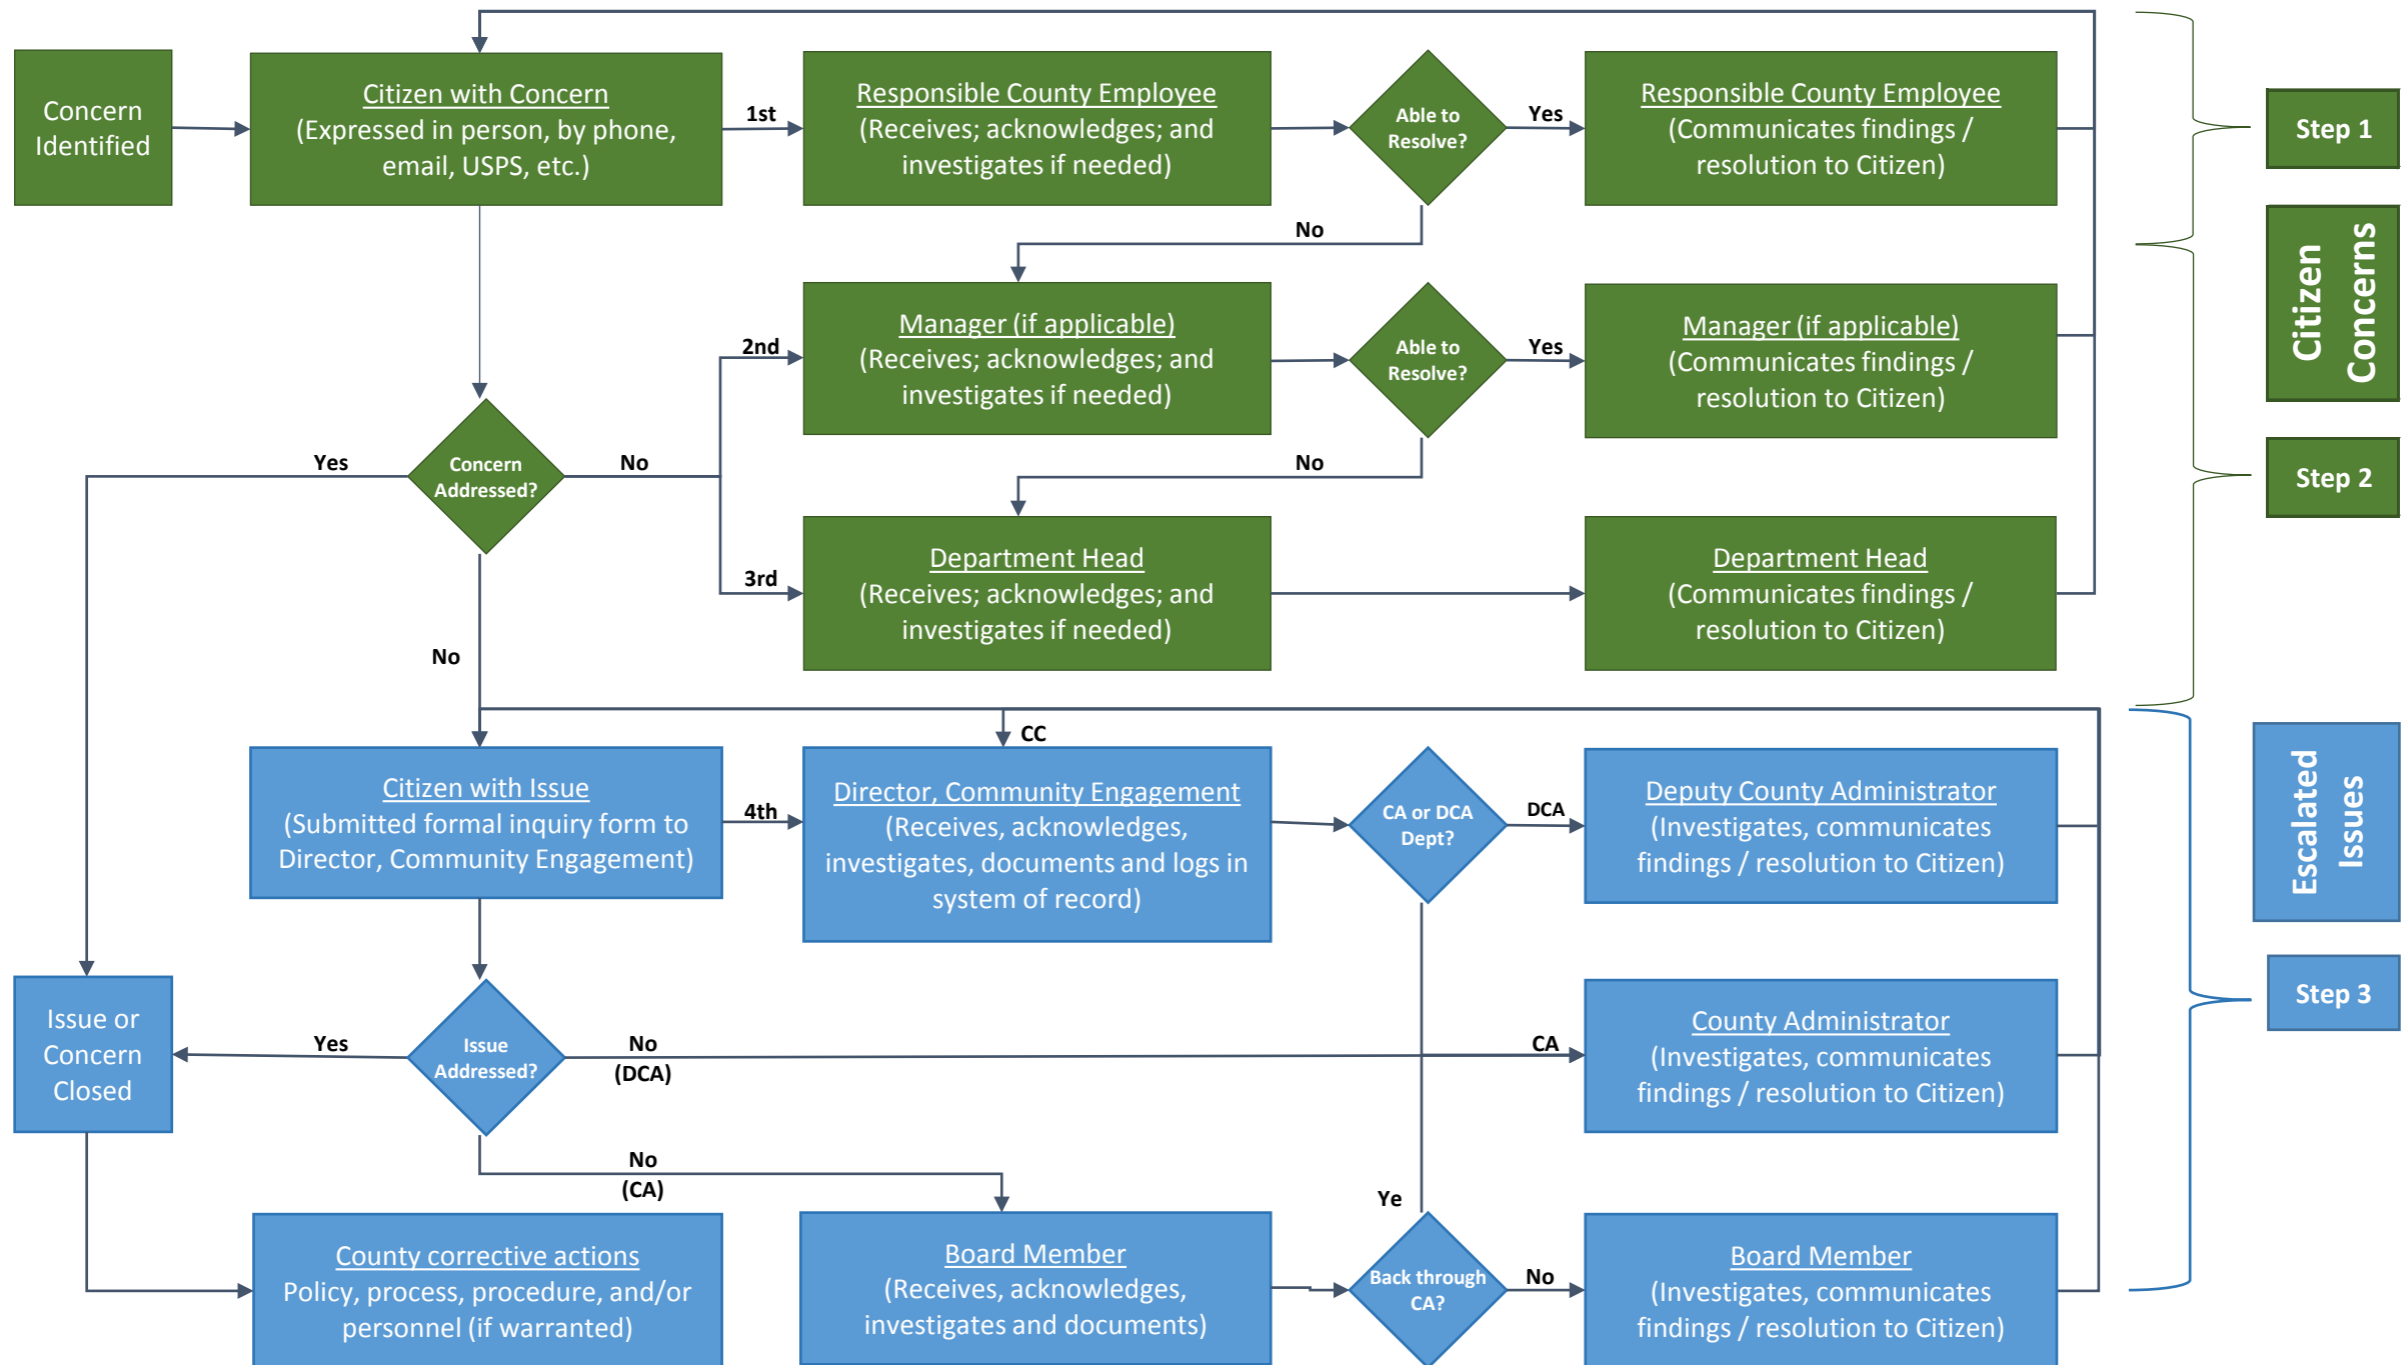 Concern
Identified
Citizen with Concern
(Expressed in person, by phone,
email, USPS, etc.)
1st
Responsible County Employee
(Receives; acknowledges; and
investigates if needed)
Able to
Resolve?
Yes
Responsible County Employee
(Communicates findings /
resolution to Citizen)
Step 1
No
Citizen
Concerns
2nd
Manager (if applicable)
(Receives; acknowledges; and
investigates if needed)
Able to
Resolve?
Yes
Manager (if applicable)
(Communicates findings /
resolution to Citizen)
Yes
Concern
Addressed?
No
No
Step 2
3rd
Department Head
(Receives; acknowledges; and
investigates if needed)
Department Head
(Communicates findings /
resolution to Citizen)
No
CC
Citizen with Issue
(Submitted formal inquiry form to
Director, Community Engagement)
4th
Director, Community Engagement
(Receives, acknowledges,
investigates, documents and logs in
system of record)
CA or DCA
Dept?
DCA
Deputy County Administrator
(Investigates, communicates
findings / resolution to Citizen)
Escalated
Issues
Step 3
Issue or
Concern
Closed
Yes
Issue
Addressed?
No
(DCA)
CA
County Administrator
(Investigates, communicates
findings / resolution to Citizen)
No
(CA)
Ye
County corrective actions
Policy, process, procedure, and/or
personnel (if warranted)
Board Member
(Receives, acknowledges,
investigates and documents)
Back through
CA?
No
Board Member
(Investigates, communicates
findings / resolution to Citizen)